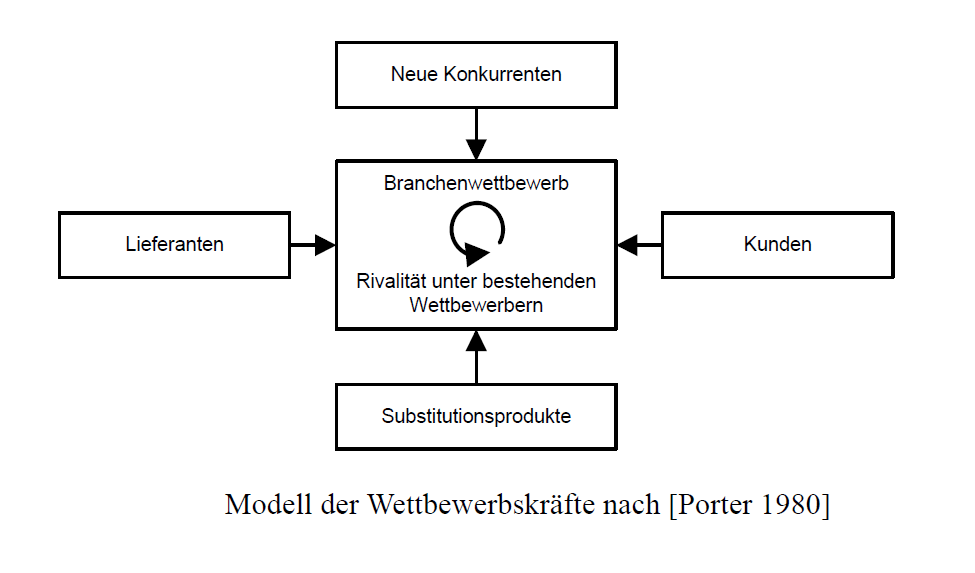 Neue Konkurrenten
Branchenwettbewerb
Lieferanten
Kunden
Rivalität unter bestehenden
Wettbewerbern
Substitutionsprodukte
Modell der Wettbewerbskräfte nach [Porter 1980]